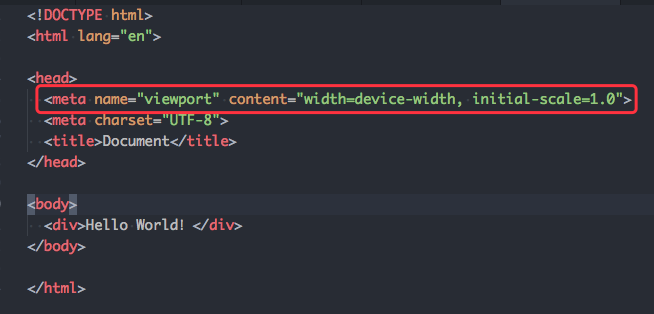 <!DOCTYPE html>
<html lang="en">
<head>
<meta name="viewport" content="width=device-width, initial-scale=1.0">
<meta charset="UTF-8">
<title>Document</title>
</head>
<body>
<div>Hello World! </div>
</body>
</html>